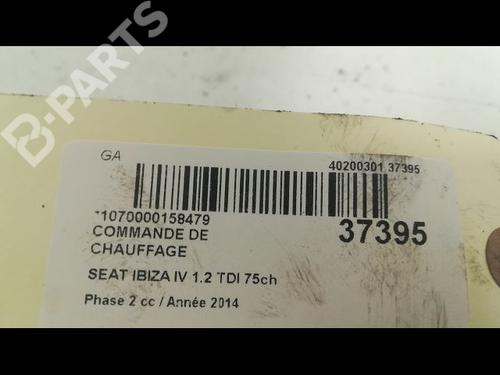 B-PARTS
GA
40200301 37395
*1070000158479
37395
COMMANDE DE
CHAUFFAGE
SEAT IBIZA IV 1.2 TDI 75ch
Phase 2 cc / Année 2014